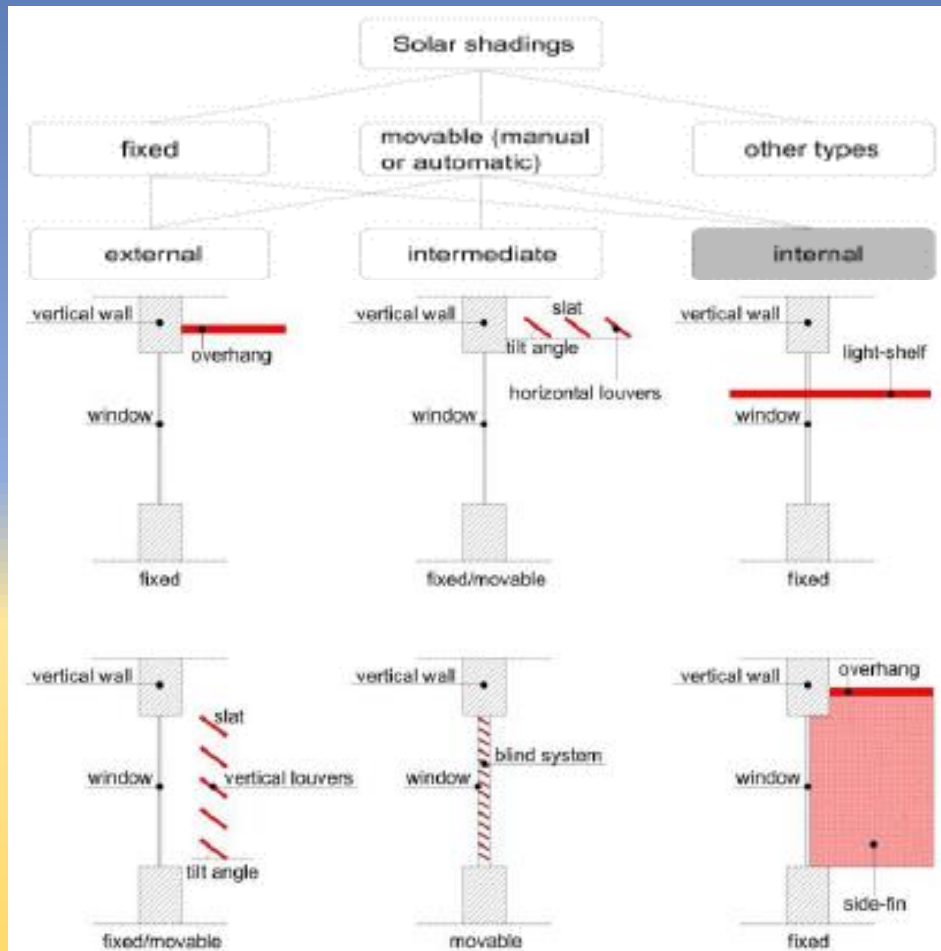 Solar shadings
fixed
movable (manual
or automatic)
other types
external
intermediate
internal
vertical wall
overhang
window
fixed
vertical wall
slat
tilt angle
horizontal louvers
window
fixed/movable
vertical wall
light-shelf
window
fixed
vertical wall
slat
window
vertical louvers
tilt angle
fixed/movable
vertical wall
blind system
window
movable
vertical wall
overhang
window
side-fin
fixed